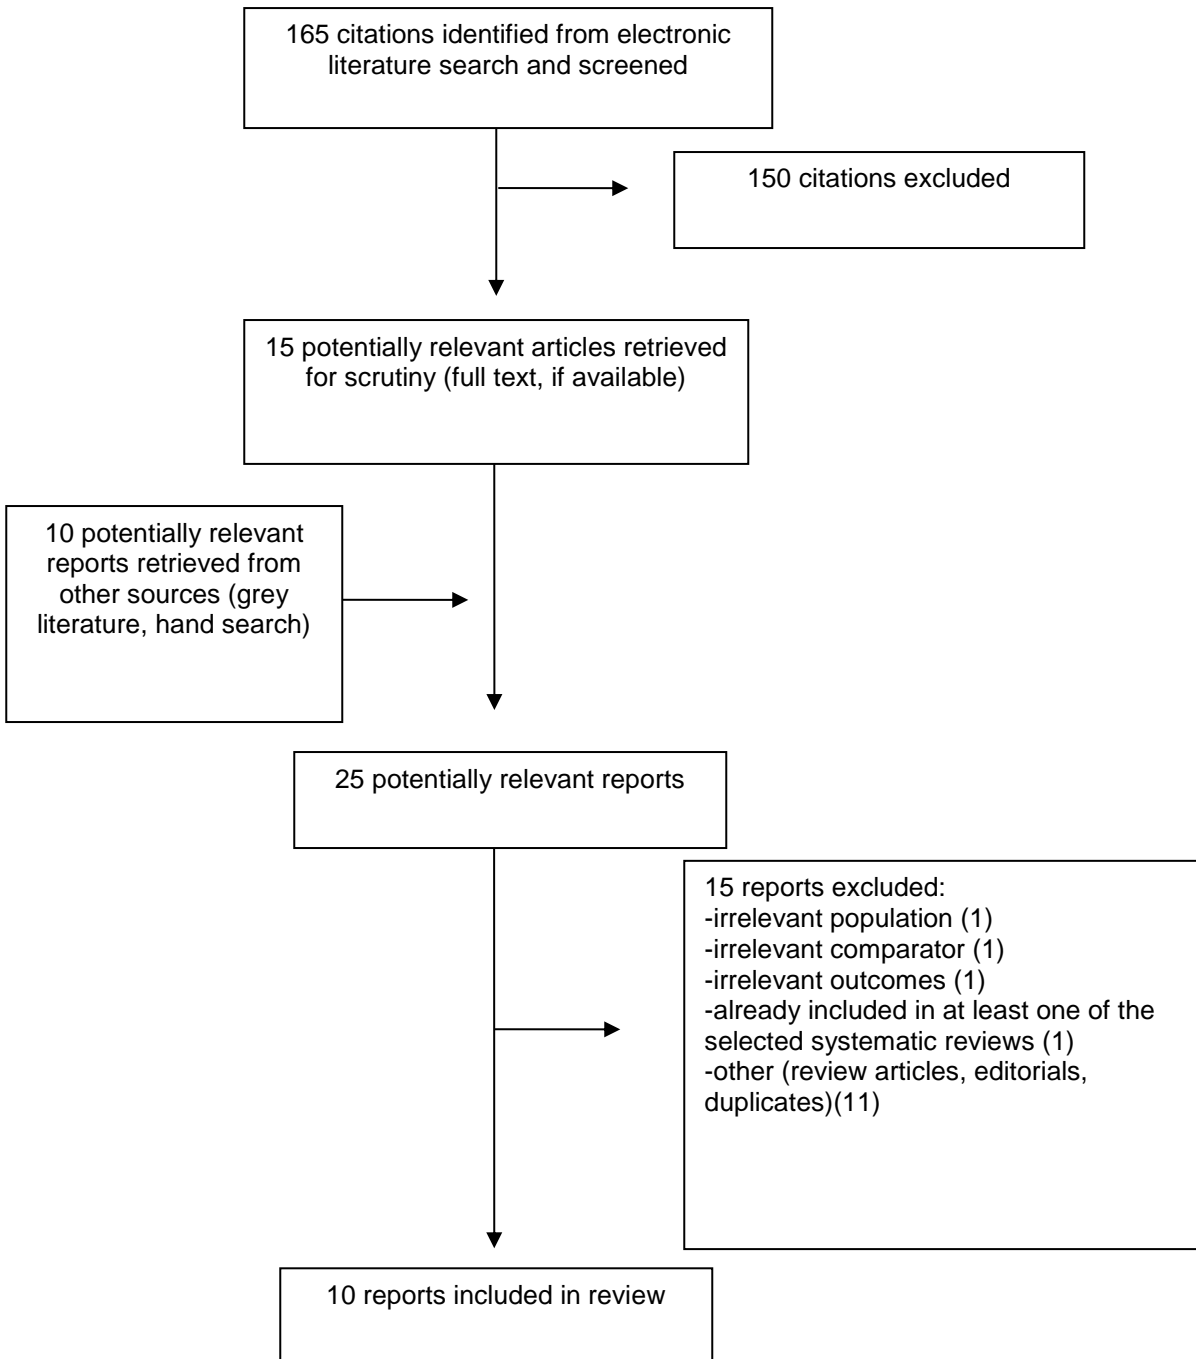 165 citations identified from electronic
literature search and screened
150 citations excluded
15 potentially relevant articles retrieved
for scrutiny (full text, if available)
10 potentially relevant
reports retrieved from
other sources (grey
literature, hand search)
25 potentially relevant reports
15 reports excluded:
-irrelevant population (1)
-irrelevant comparator (1)
-irrelevant outcomes (1)
-already included in at least one of the
selected systematic reviews (1)
-other (review articles, editorials,
duplicates)(11)
10 reports included in review